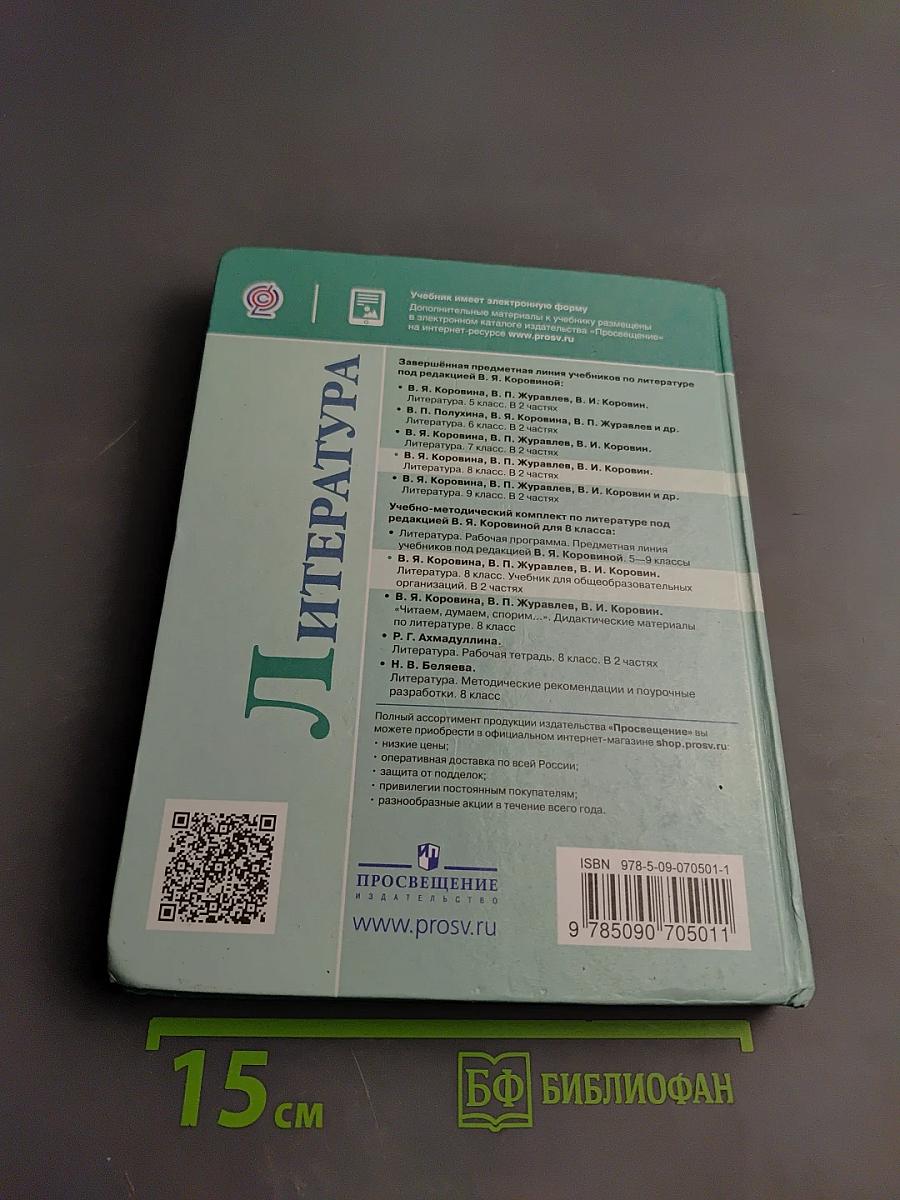 Учебник имеет электронную форму
Дополнительные материалы к учебнику размещены
в электронном каталоге издательства «Просвещение»
на интернет-ресурсе www.prosv.ru
ЛИТЕРАТУРА
Завершённая предметная линия учебников по литературе
под редакцией В. Я. Коровиной:
• В. Я. Коровина, В. П. Журавлев, В. И. Коровин.
Литература. 5 класс. В 2 частях
• В. П. Полухина, В. Я. Коровина, В. П. Журавлев и др.
Литература. 6 класс. В 2 частях
• В. Я. Коровина, В. П. Журавлев, В. И. Коровин.
Литература. 7 класс. В 2 частях
• В. Я. Коровина, В. П. Журавлев, В. И. Коровин.
Литература. 8 класс. В 2 частях
• В. Я. Коровина, В. П. Журавлев, В. И. Коровин и др.
Литература. 9 класс. В 2 частях
Учебно-методический комплект по литературе под
редакцией В. Я. Коровиной для 8 класса:
• Литература. Рабочая программа. Предметная линия
учебников под редакцией В. Я. Коровиной. 5—9 классы
• В. Я. Коровина, В. П. Журавлев, В. И. Коровин.
Литература. 8 класс. Учебник для общеобразовательных
организаций. В 2 частях
• В. Я. Коровина, В. П. Журавлев, В. И. Коровин.
«Читаем, думаем, спорим...». Дидактические материалы
по литературе. 8 класс
• Р. Г. Ахмадуллина.
Литература. Рабочая тетрадь. 8 класс. В 2 частях
• Н. В. Беляева.
Литература. Методические рекомендации и поурочные
разработки. 8 класс
Полный ассортимент продукции издательства «Просвещение» вы
можете приобрести в официальном интернет-магазине shop.prosv.ru:
• низкие цены;
• оперативная доставка по всей России;
• защита от подделок;
• привилегии постоянным покупателям;
• разнообразные акции в течение всего года.
ПРОСВЕЩЕНИЕ
ИЗДАТЕЛЬСТВО
www.prosv.ru
ISBN 978-5-09-070501-1
9 785090 705011
15 см
БФ БИБЛИОФАН